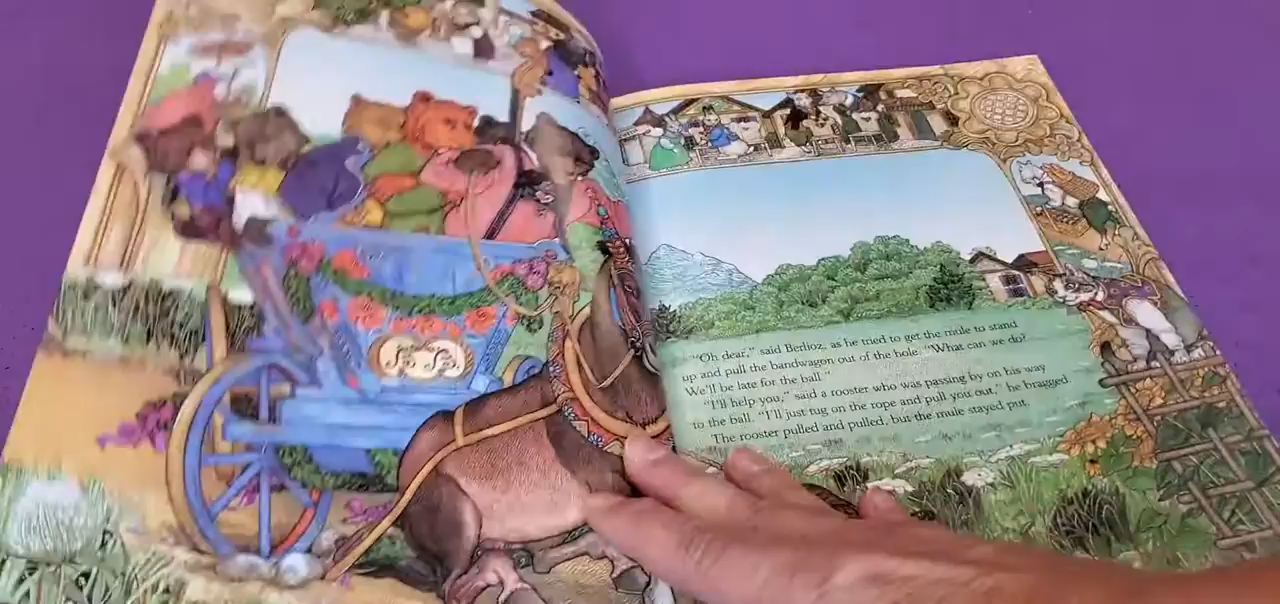 "Oh dear," said Berlioz, as he tried to get the mule to stand
up and pull the bandwagon out of the hole. "What can we do?
We'll be late for the ball."
"I'll help you," said a rooster who was passing by on his way
to the ball. "I'll just tug on the rope and pull you out," he bragged.
The rooster pulled and pulled, but the mule stayed put.